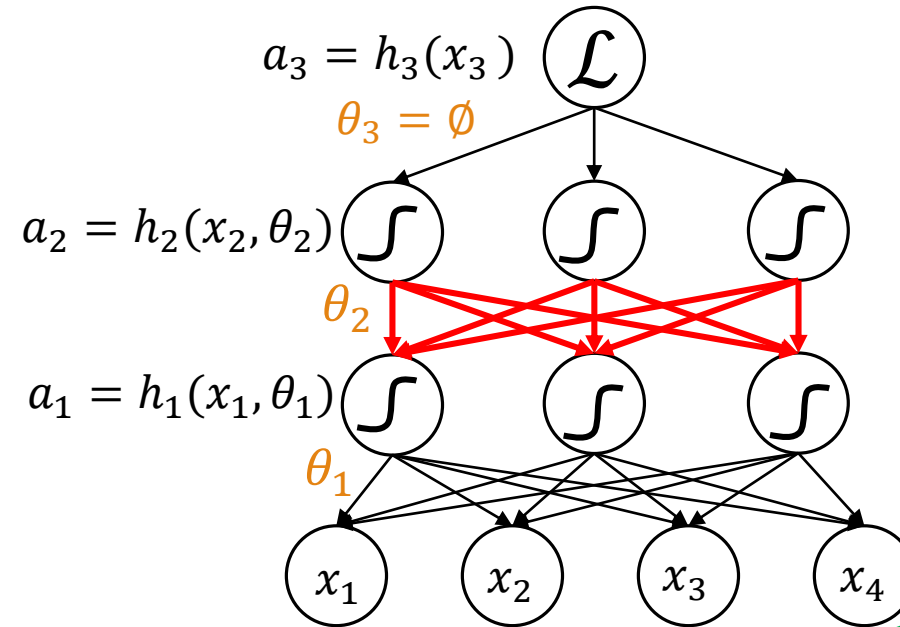 a₃ = h₃(x₃ ) ℒ
θ₃ = ∅
a₂ = h₂(x₂, θ₂)
θ₂
a₁ = h₁(x₁, θ₁)
θ₁
x₁ x₂ x₃ x₄